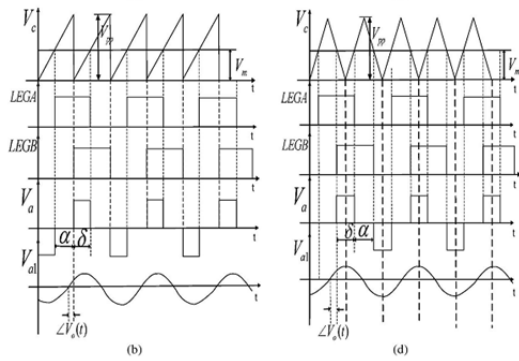 V_c
V_pp
V_m
t
LEGA
t
LEGB
t
V_a
α δ
t
V_a1
t
∠V_o(t)
(b)
V_c
V_pp
V_m
t
LEGA
t
LEGB
t
V_a
δ α
t
V_a1
t
∠V_o(t)
(d)